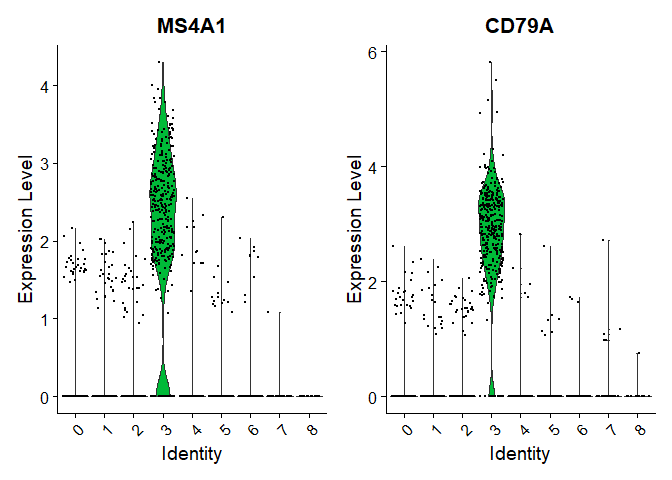 MS4A1
Expression Level
4
3
2
1
0
0 1 2 3 4 5 6 7 8
Identity
CD79A
Expression Level
6
4
2
0
0 1 2 3 4 5 6 7 8
Identity